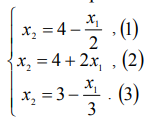 x₂ = 4 − x₁/2 , (1)
x₂ = 4 + 2x₁ , (2)
x₂ = 3 − x₁/3 . (3)